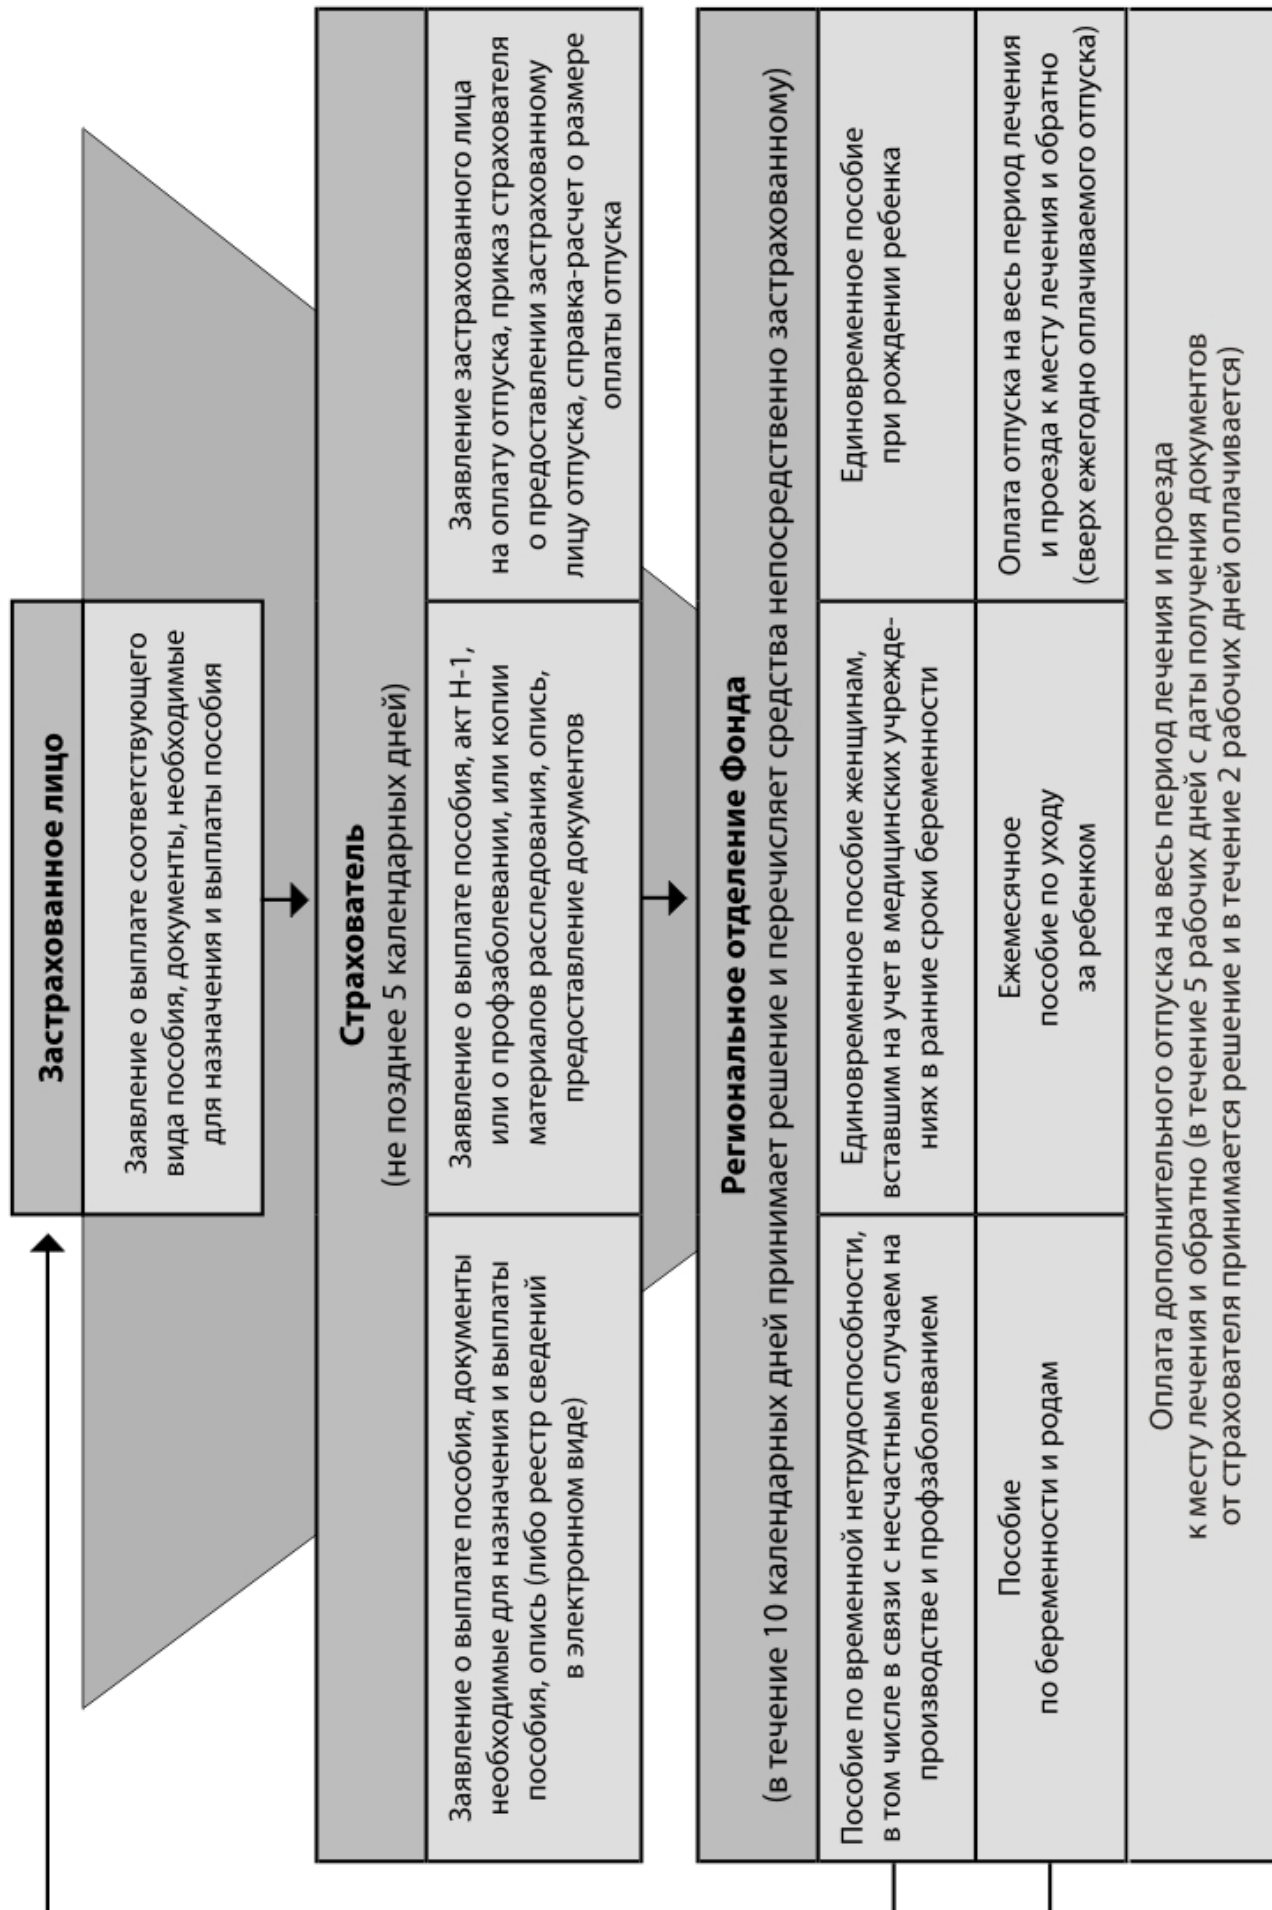 Застрахованное лицо
Заявление о выплате соответствующего
вида пособия, документы, необходимые
для назначения и выплаты пособия
Страхователь
(не позднее 5 календарных дней)
Заявление о выплате пособия, документы
необходимые для назначения и выплаты
пособия, опись (либо реестр сведений
в электронном виде)
Заявление о выплате пособия, акт Н-1,
или о профзаболевании, или копии
материалов расследования, опись,
предоставление документов
Заявление застрахованного лица
на оплату отпуска, приказ страхователя
о предоставлении застрахованному
лицу отпуска, справка-расчет о размере
оплаты отпуска
Региональное отделение Фонда
(в течение 10 календарных дней принимает решение и перечисляет средства непосредственно застрахованному)
Пособие по временной нетрудоспособности,
в том числе в связи с несчастным случаем на
производстве и профзаболеванием
Единовременное пособие женщинам,
вставшим на учет в медицинских учрежде-
ниях в ранние сроки беременности
Единовременное пособие
при рождении ребенка
Пособие
по беременности и родам
Ежемесячное
пособие по уходу
за ребенком
Оплата отпуска на весь период лечения
и проезда к месту лечения и обратно
(сверх ежегодно оплачиваемого отпуска)
Оплата дополнительного отпуска на весь период лечения и проезда
к месту лечения и обратно (в течение 5 рабочих дней с даты получения документов
от страхователя принимается решение и в течение 2 рабочих дней оплачивается)